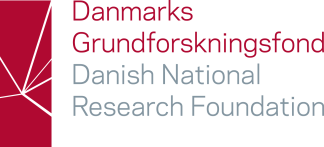 Danmarks
Grundforskningsfond
Danish National
Research Foundation